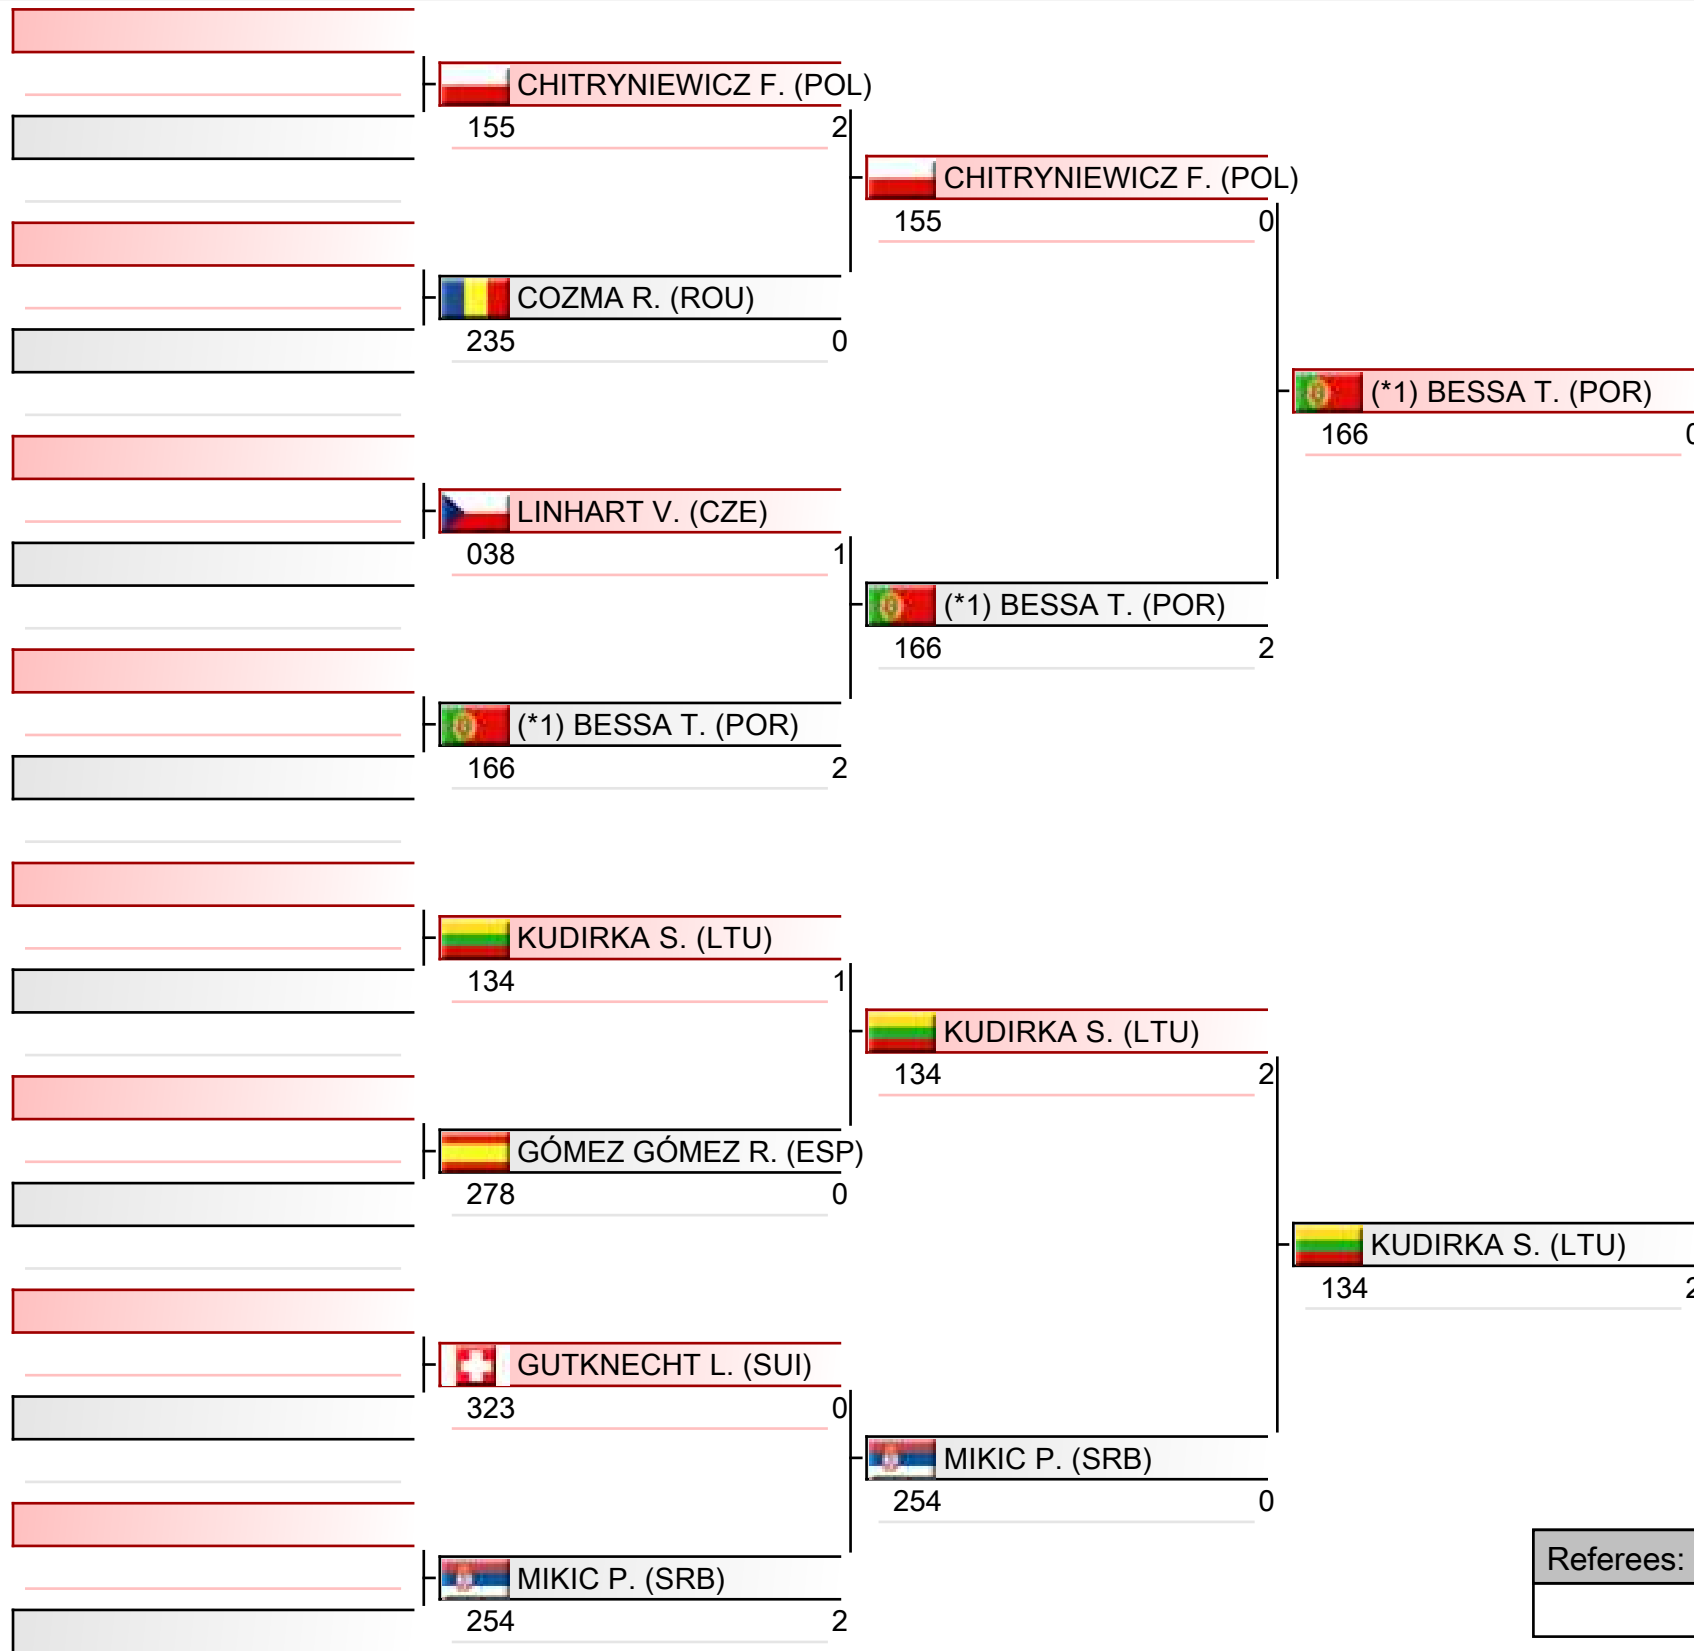 CHITRYNIEWICZ F. (POL)
155 2
COZMA R. (ROU)
235 0
LINHART V. (CZE)
038 1
(*1) BESSA T. (POR)
166 2
KUDIRKA S. (LTU)
134 1
GÓMEZ GÓMEZ R. (ESP)
278 0
GUTKNECHT L. (SUI)
323 0
MIKIC P. (SRB)
254 2
CHITRYNIEWICZ F. (POL)
155 0
(*1) BESSA T. (POR)
166 2
KUDIRKA S. (LTU)
134 2
MIKIC P. (SRB)
254 0
(*1) BESSA T. (POR)
166 0
KUDIRKA S. (LTU)
134 2
Referees: